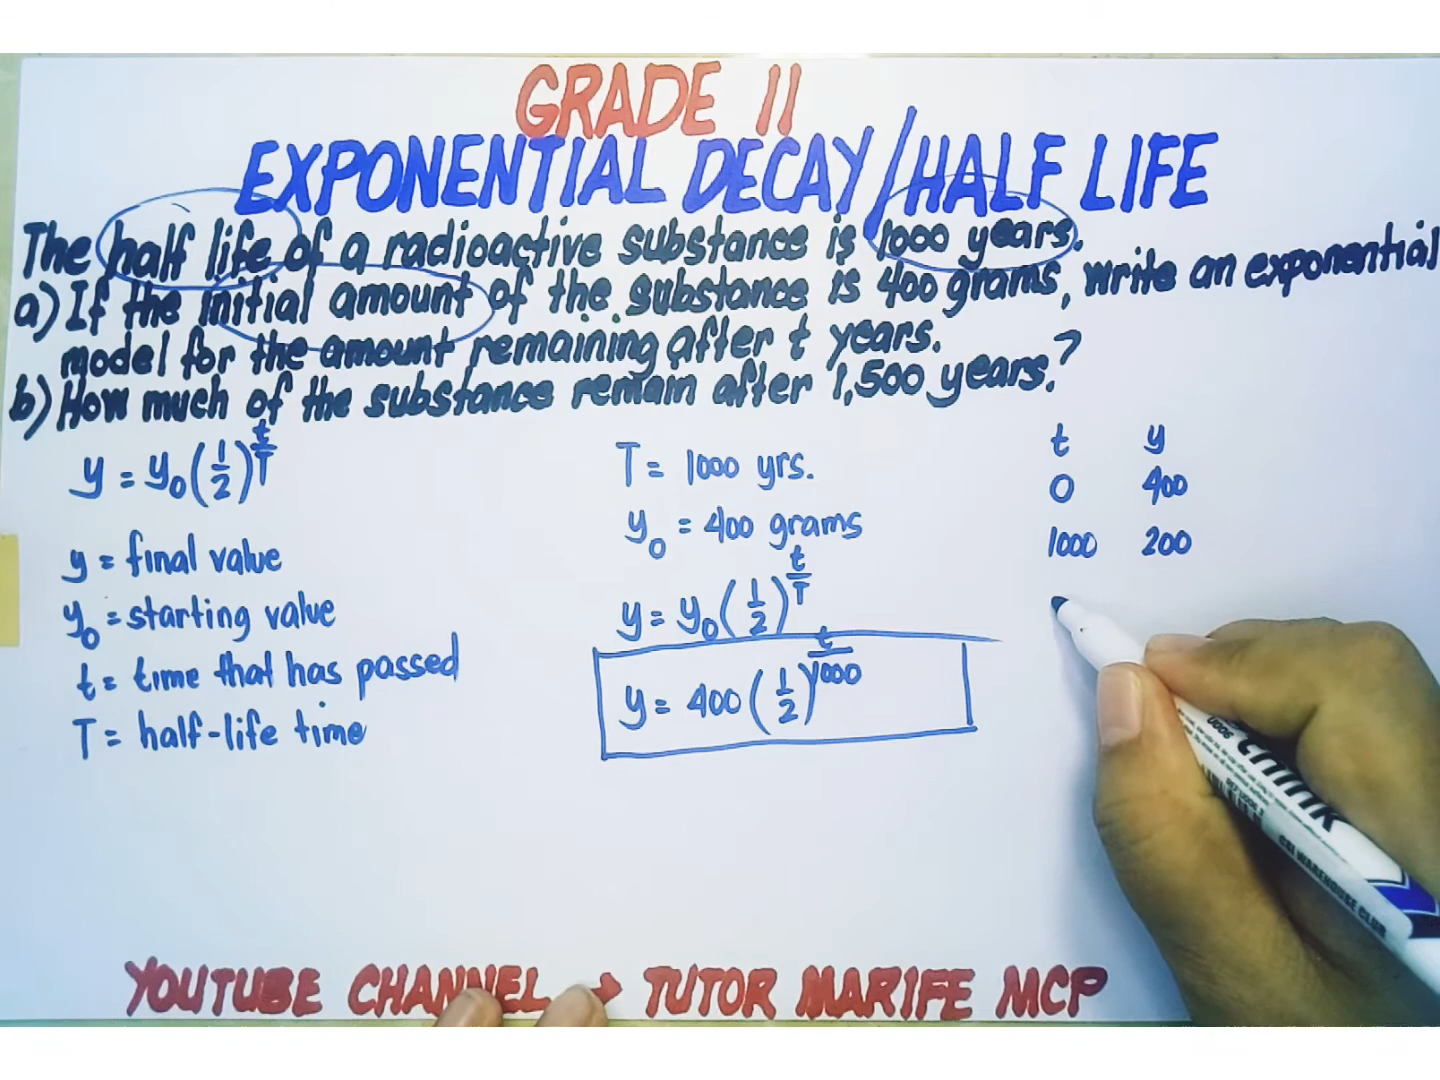 GRADE 11
EXPONENTIAL DECAY/HALF LIFE
The half life of a radioactive substance is 1000 years.
a) If the initial amount of the substance is 400 grams, write an exponential
model for the amount remaining after t years.
b) How much of the substance remain after 1,500 years?
y = y₀(1/2)^(t/T)
y = final value
y₀ = starting value
t = time that has passed
T = half-life time
T = 1000 yrs.
y₀ = 400 grams
y = y₀(1/2)^(t/T)
y = 400(1/2)^(t/1000)
t y
0 400
1000 200
YOUTUBE CHANNEL → TUTOR MARIFE MCP